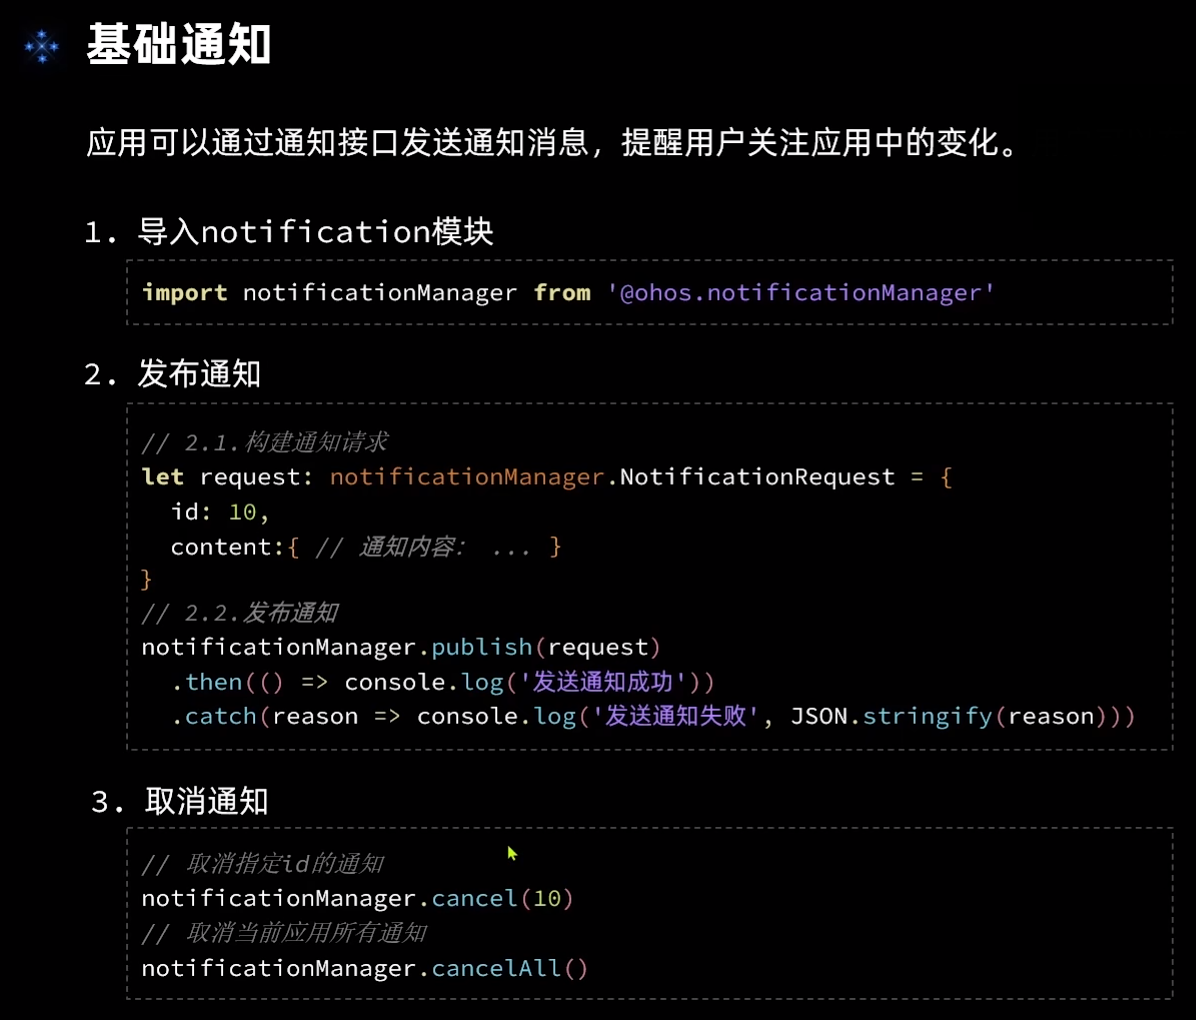 基础通知
应用可以通过通知接口发送通知消息，提醒用户关注应用中的变化。
1. 导入notification模块
import notificationManager from '@ohos.notificationManager'
2. 发布通知
// 2.1.构建通知请求
let request: notificationManager.NotificationRequest = {
  id: 10,
  content:{ // 通知内容： ... }
}
// 2.2.发布通知
notificationManager.publish(request)
  .then(() => console.log('发送通知成功'))
  .catch(reason => console.log('发送通知失败', JSON.stringify(reason)))
3. 取消通知
// 取消指定id的通知
notificationManager.cancel(10)
// 取消当前应用所有通知
notificationManager.cancelAll()